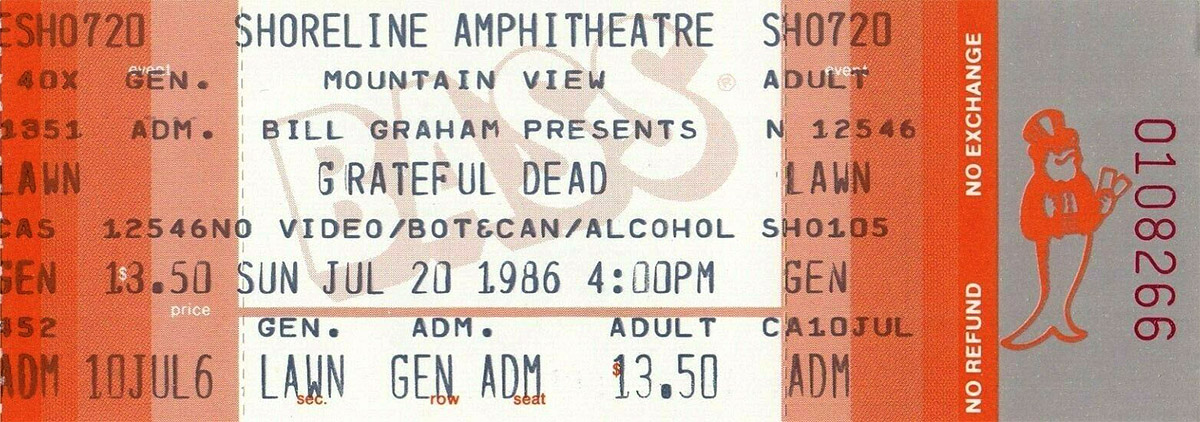 ESH0720 SHORELINE AMPHITHEATRE SH0720
event event
40X GEN. MOUNTAIN VIEW ADULT
1351 ADM. BILL GRAHAM PRESENTS N 12546
LAWN GRATEFUL DEAD LAWN
CAS 12546NO VIDEO/BOT&CAN/ALCOHOL SH0105
GEN $13.50 SUN JUL 20 1986 4:00PM GEN
price
452 GEN. ADM. ADULT CA10JUL
ADM 10JUL6 LAWN GEN ADM $13.50 ADM
sec. row seat
BASS ®
NO REFUND NO EXCHANGE
0108266